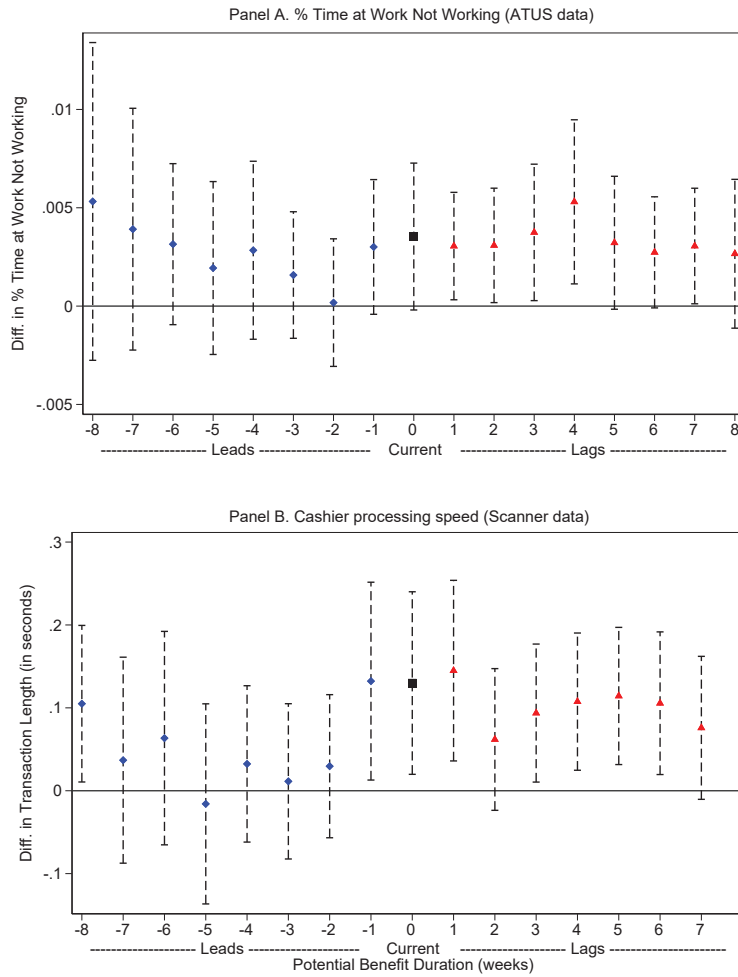 Panel A. % Time at Work Not Working (ATUS data)
Diff. in % Time at Work Not Working
.01
.005
0
-.005
-8 -7 -6 -5 -4 -3 -2 -1 0 1 2 3 4 5 6 7 8
---------------------- Leads ----------------------- Current ---------------------- Lags ------------------------
Panel B. Cashier processing speed (Scanner data)
Diff. in Transaction Length (in seconds)
.3
.2
.1
0
-.1
-8 -7 -6 -5 -4 -3 -2 -1 0 1 2 3 4 5 6 7
---------------------- Leads ----------------------- Current ---------------------- Lags ------------------------
Potential Benefit Duration (weeks)